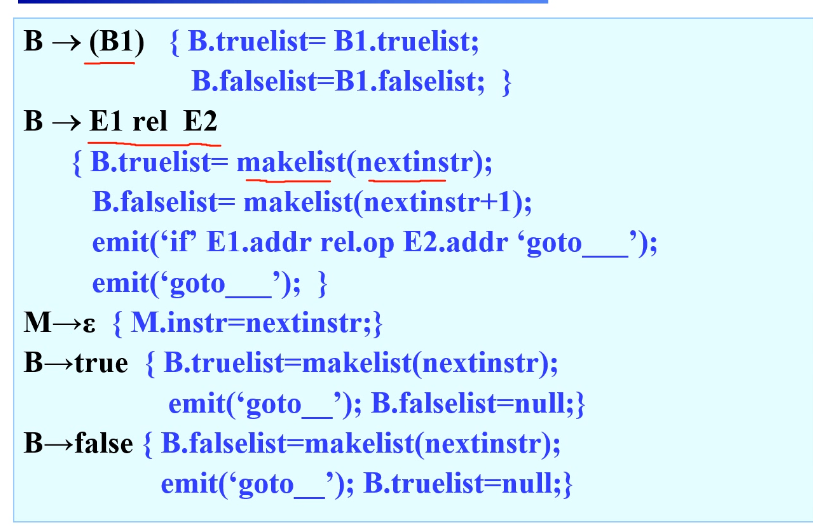 B → (B1) { B.truelist= B1.truelist;
B.falselist=B1.falselist; }
B → E1 rel E2
{ B.truelist= makelist(nextinstr);
B.falselist= makelist(nextinstr+1);
emit(‘if’ E1.addr rel.op E2.addr ‘goto___’);
emit(‘goto___’); }
M→ε { M.instr=nextinstr;}
B→true { B.truelist=makelist(nextinstr);
emit(‘goto__’); B.falselist=null;}
B→false { B.falselist=makelist(nextinstr);
emit(‘goto__’); B.truelist=null;}